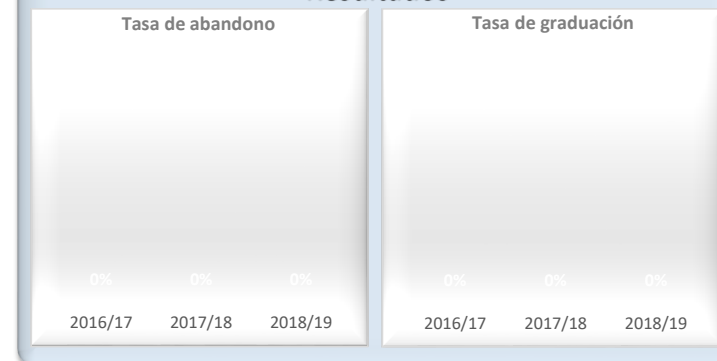 Resultados
Tasa de abandono
0% 0% 0%
2016/17 2017/18 2018/19
Tasa de graduación
0% 0% 0%
2016/17 2017/18 2018/19